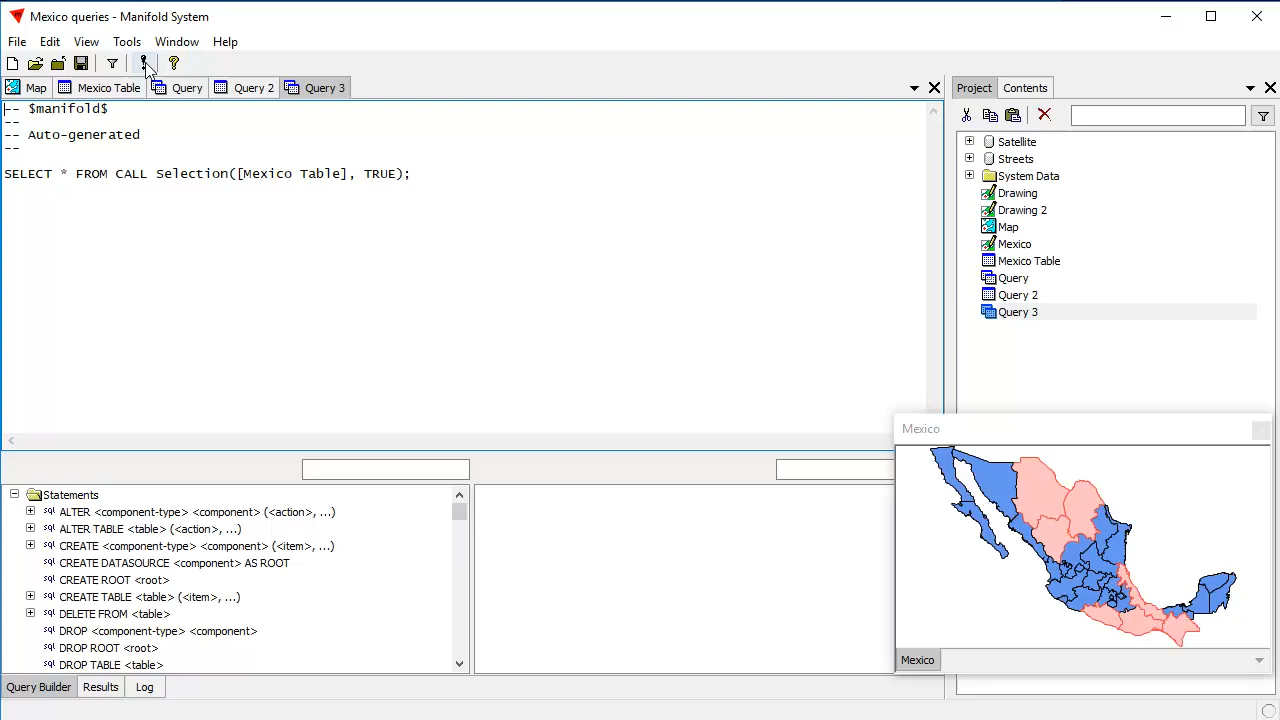 Mexico queries - Manifold System
File Edit View Tools Window Help
Map Mexico Table Query Query 2 Query 3
Project Contents
-- $manifold$
--
-- Auto-generated
--
SELECT * FROM CALL Selection([Mexico Table], TRUE);
Satellite
Streets
System Data
Drawing
Drawing 2
Map
Mexico
Mexico Table
Query
Query 2
Query 3
Mexico
Mexico
Statements
ALTER <component-type> <component> (<action>, ...)
ALTER TABLE <table> (<action>, ...)
CREATE <component-type> <component> (<item>, ...)
CREATE DATASOURCE <component> AS ROOT
CREATE ROOT <root>
CREATE TABLE <table> (<item>, ...)
DELETE FROM <table>
DROP <component-type> <component>
DROP ROOT <root>
DROP TABLE <table>
Query Builder Results Log